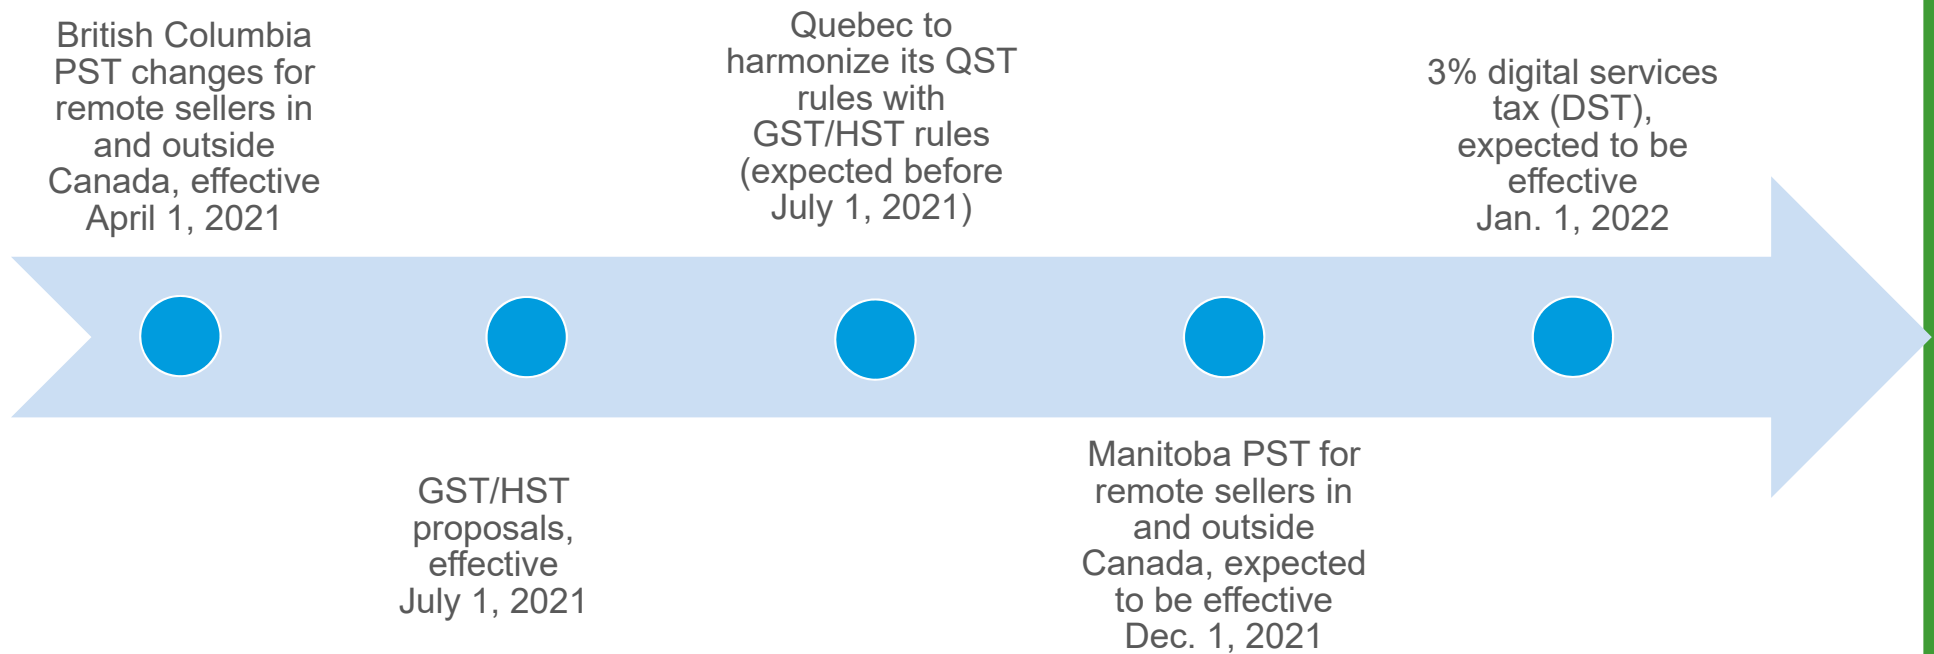 British Columbia
PST changes for
remote sellers in
and outside
Canada, effective
April 1, 2021
GST/HST
proposals,
effective
July 1, 2021
Quebec to
harmonize its QST
rules with
GST/HST rules
(expected before
July 1, 2021)
Manitoba PST for
remote sellers in
and outside
Canada, expected
to be effective
Dec. 1, 2021
3% digital services
tax (DST),
expected to be
effective
Jan. 1, 2022